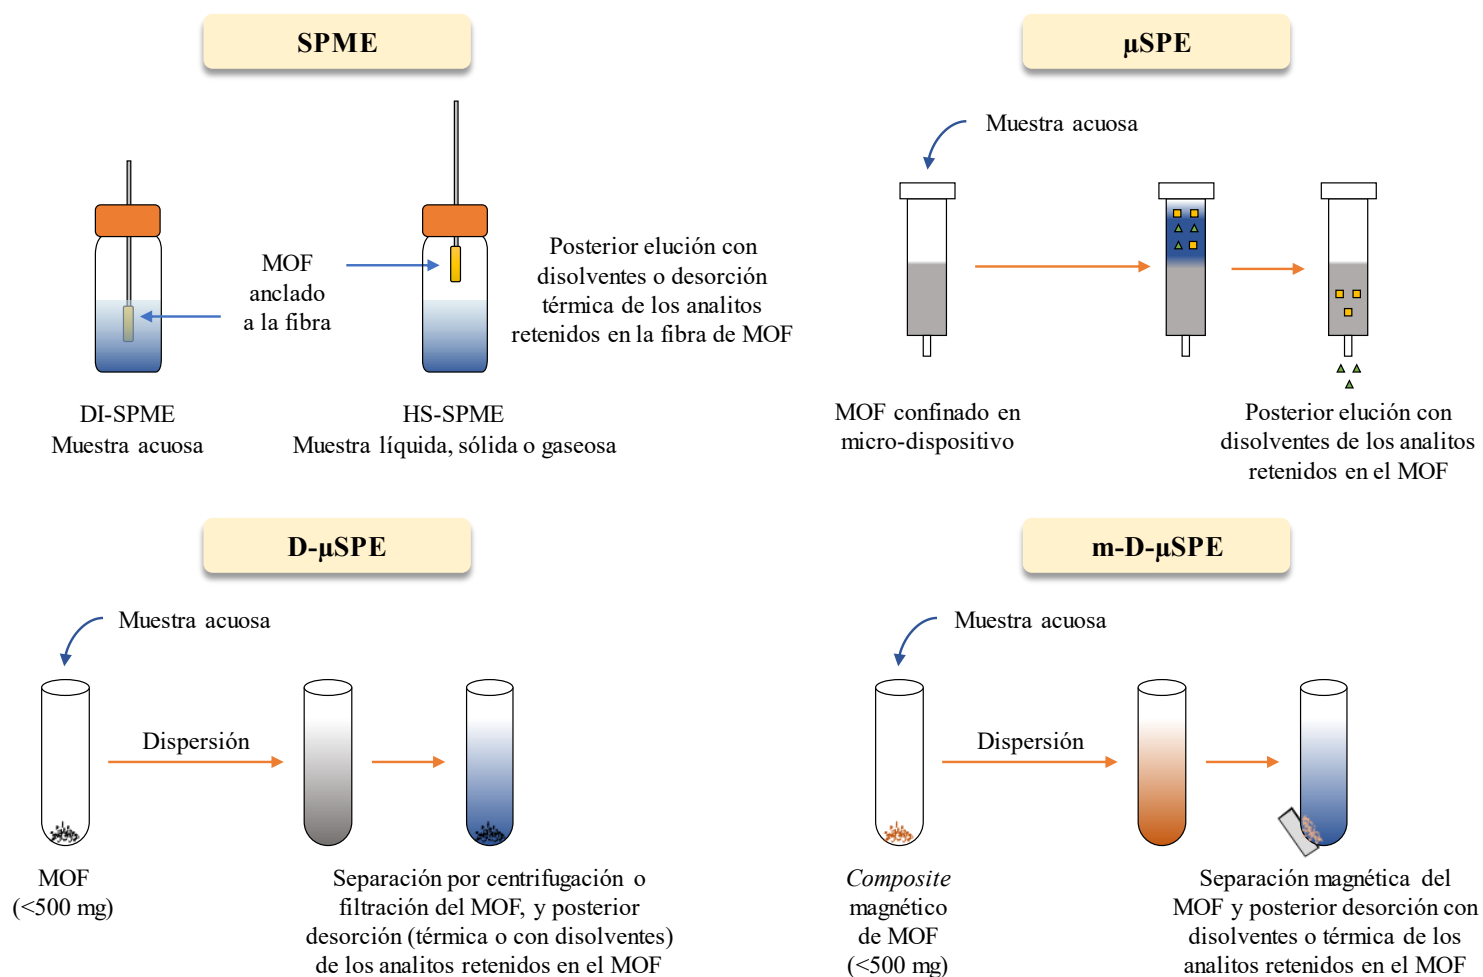 SPME
MOF
anclado
a la fibra
Posterior elución con
disolventes o desorción
térmica de los analitos
retenidos en la fibra de MOF
DI-SPME
Muestra acuosa
HS-SPME
Muestra líquida, sólida o gaseosa
µSPE
Muestra acuosa
MOF confinado en
micro-dispositivo
Posterior elución con
disolventes de los analitos
retenidos en el MOF
D-µSPE
Muestra acuosa
Dispersión
MOF
(<500 mg)
Separación por centrifugación o
filtración del MOF, y posterior
desorción (térmica o con disolventes)
de los analitos retenidos en el MOF
m-D-µSPE
Muestra acuosa
Dispersión
Composite
magnético
de MOF
(<500 mg)
Separación magnética del
MOF y posterior desorción con
disolventes o térmica de los
analitos retenidos en el MOF